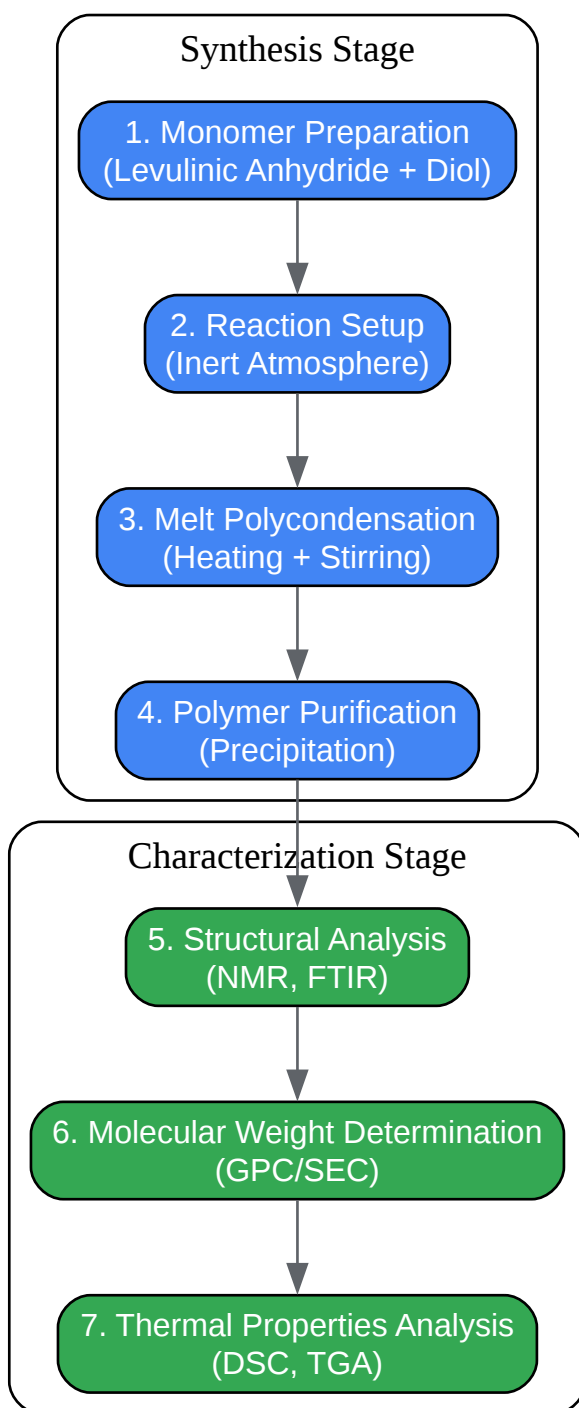 Synthesis Stage
1. Monomer Preparation
(Levulinic Anhydride + Diol)
2. Reaction Setup
(Inert Atmosphere)
3. Melt Polycondensation
(Heating + Stirring)
4. Polymer Purification
(Precipitation)
Characterization Stage
5. Structural Analysis
(NMR, FTIR)
6. Molecular Weight Determination
(GPC/SEC)
7. Thermal Properties Analysis
(DSC, TGA)